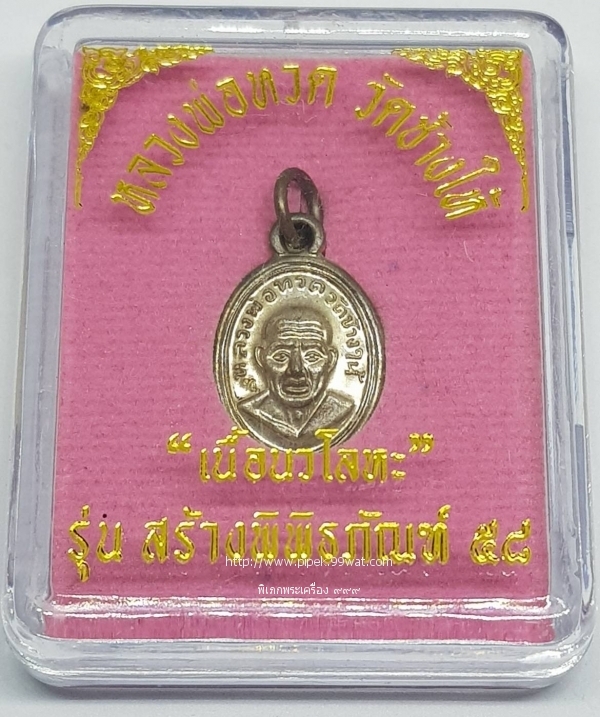 หลวงพ่อทวด วัดช้างให้
หลวงพ่อทวดวัดช้างให้
"เนื้อนวโลหะ"
รุ่น สร้างพิพิธภัณฑ์ ๕๘
http://www.pipek.99wat.com
พิเภกพระเครื่อง ๙๙๙